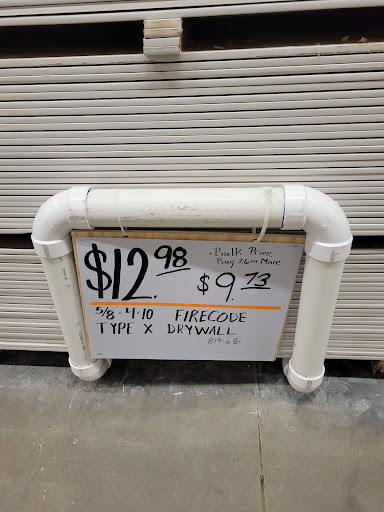 $12.98
• Bulk Price
Buy 26 or More
$9.73
5/8 - 4-10 FIRECODE
TYPE X DRYWALL
819-681